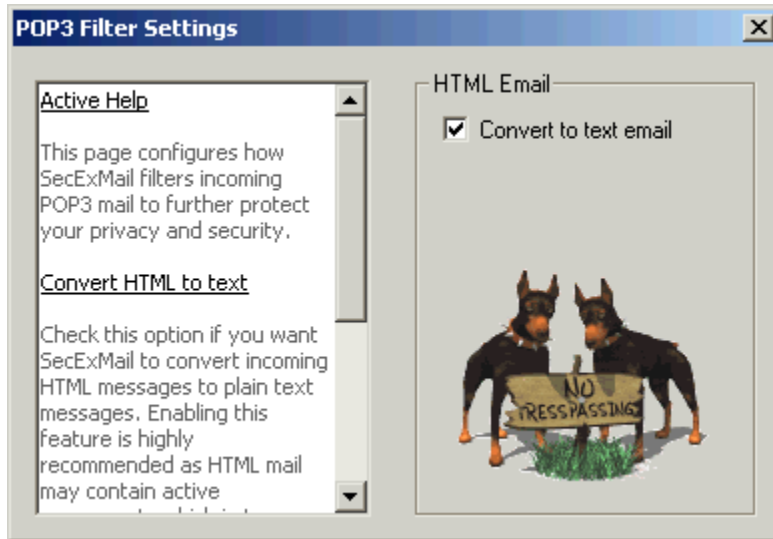 POP3 Filter Settings
Active Help
This page configures how
SecExMail filters incoming
POP3 mail to further protect
your privacy and security.
Convert HTML to text
Check this option if you want
SecExMail to convert incoming
HTML messages to plain text
messages. Enabling this
feature is highly
recommended as HTML mail
may contain active
HTML Email
Convert to text email
NO
TRESSPASSING